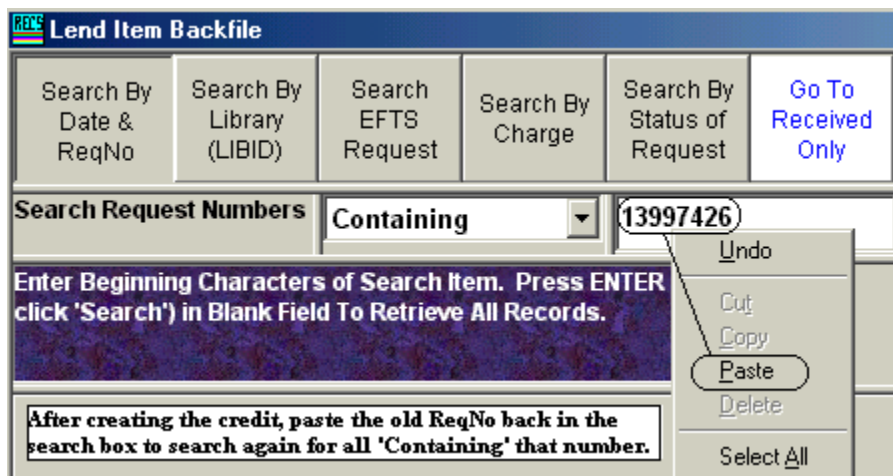 REC'S Lend Item Backfile
Search By
Date &
ReqNo
Search By
Library
(LIBID)
Search
EFTS
Request
Search By
Charge
Search By
Status of
Request
Go To
Received
Only
Search Request Numbers
Containing
13997426
Enter Beginning Characters of Search Item. Press ENTER
click 'Search') in Blank Field To Retrieve All Records.
Undo
Cut
Copy
Paste
Delete
Select All
After creating the credit, paste the old ReqNo back in the
search box to search again for all 'Containing' that number.